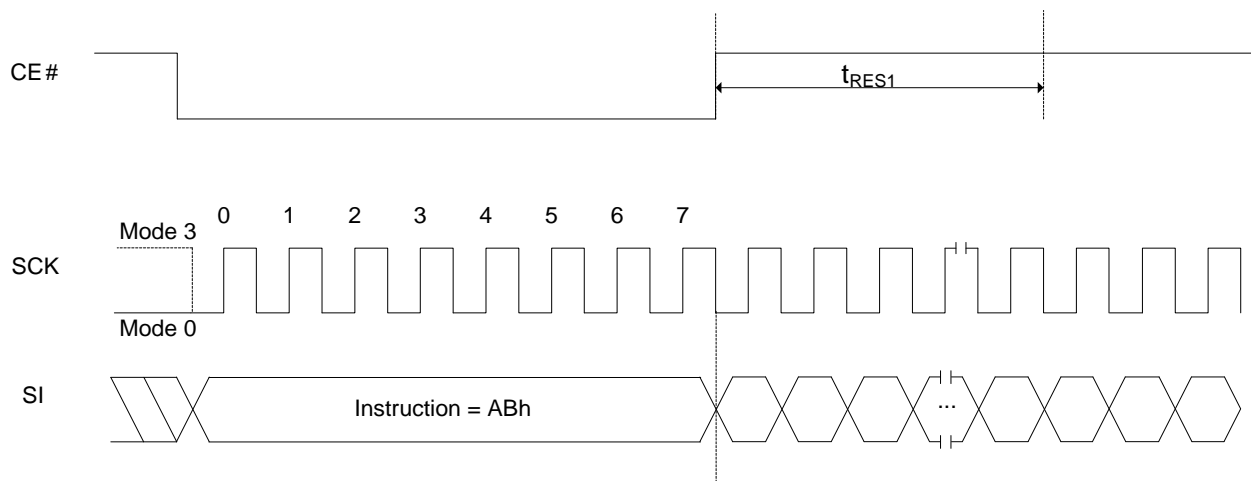 CE#
tRES1
0 1 2 3 4 5 6 7
Mode 3
SCK
Mode 0
SI
Instruction = ABh
...